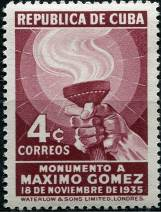 REPUBLICA DE CUBA
4¢
CORREOS
MONUMENTO A
MAXIMO GOMEZ
18 DE NOVIEMBRE DE 1935
WATERLOW & SONS LIMITED, LONDRES.